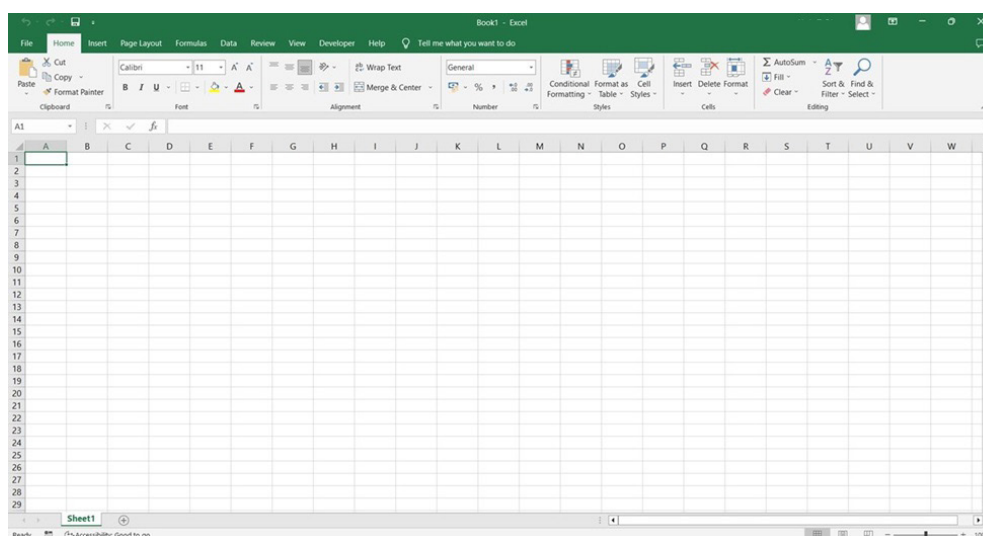 Book1 - Excel
File Home Insert Page Layout Formulas Data Review View Developer Help Tell me what you want to do
Cut
Copy
Format Painter
Paste
Clipboard
Calibri 11 A A
B I U A
Font
Wrap Text
Merge & Center
Alignment
General
% ,
Number
Conditional Formatting
Format as Table
Cell Styles
Styles
Insert Delete Format
Cells
AutoSum
Fill
Clear
Sort & Filter
Find & Select
Editing
A1 fx
A B C D E F G H I J K L M N O P Q R S T U V W
1
2
3
4
5
6
7
8
9
10
11
12
13
14
15
16
17
18
19
20
21
22
23
24
25
26
27
28
29
Sheet1
Ready Accessibility: Good to go